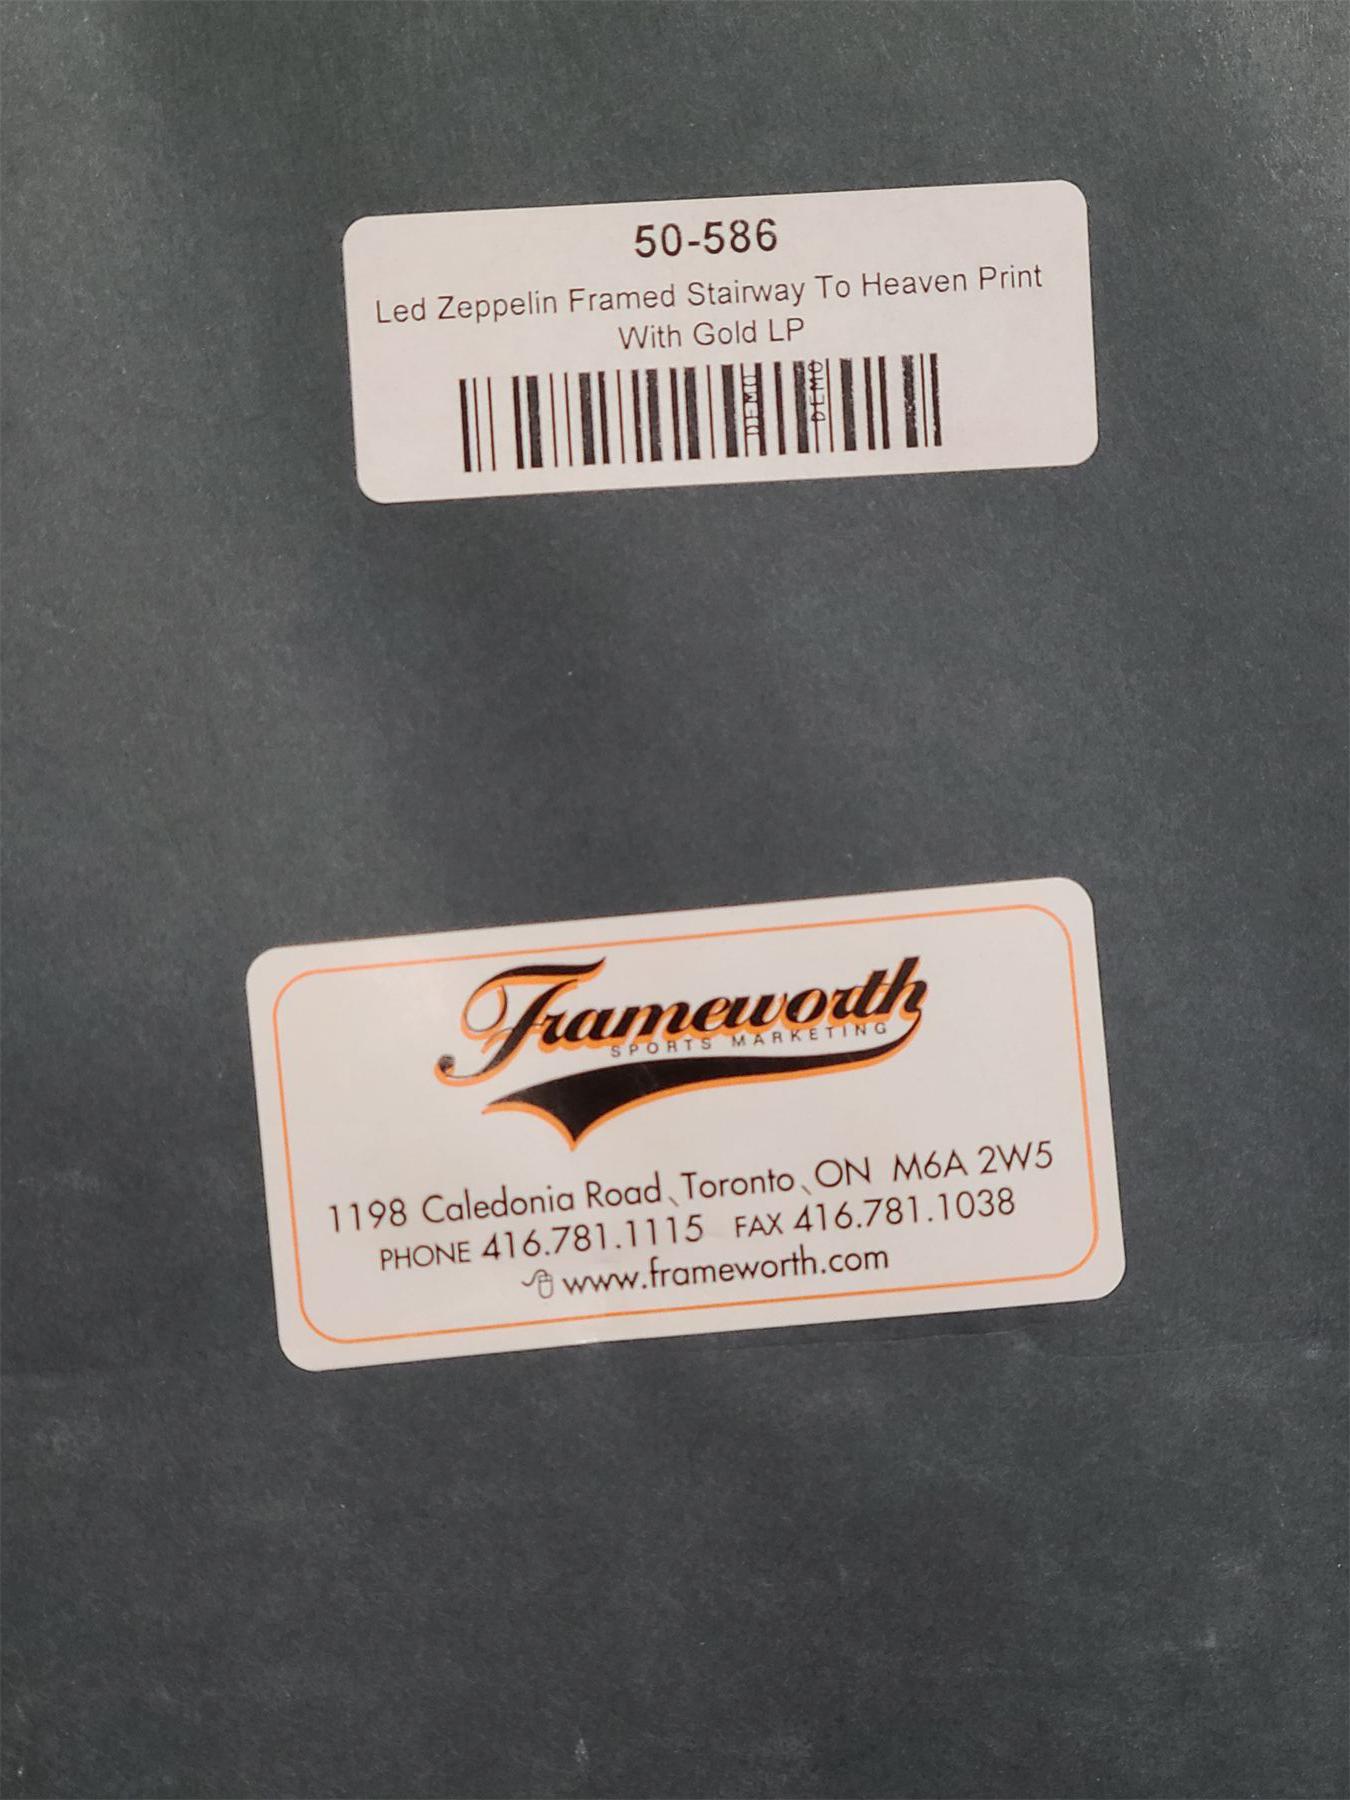 50-586
Led Zeppelin Framed Stairway To Heaven Print
With Gold LP
DEMO DEMO
Frameworth
SPORTS MARKETING
1198 Caledonia Road, Toronto, ON M6A 2W5
PHONE 416.781.1115 FAX 416.781.1038
www.frameworth.com